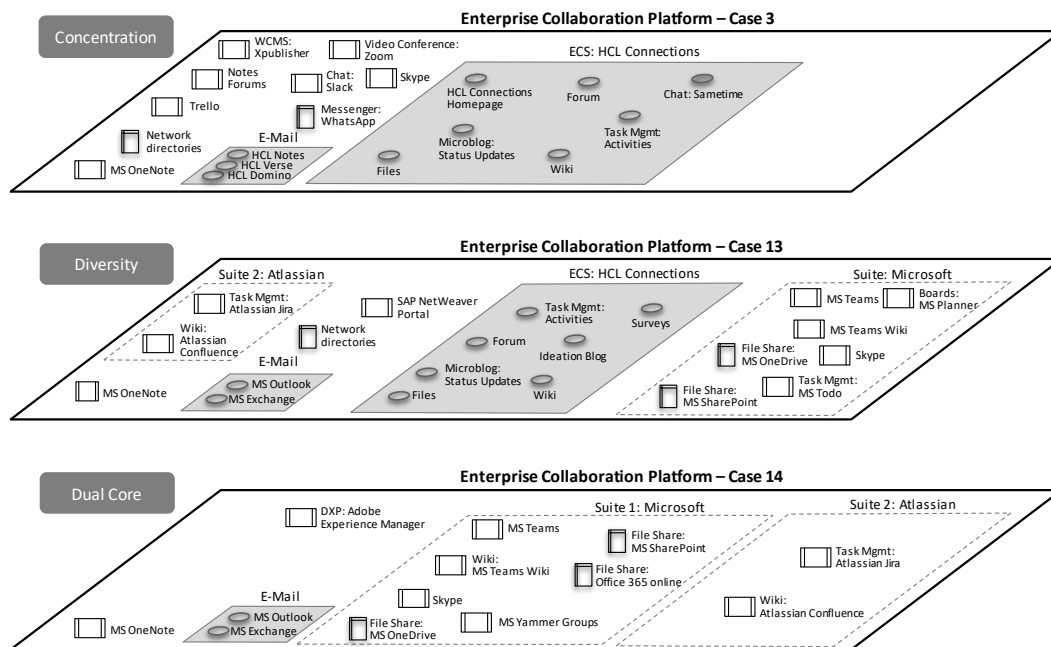 Enterprise Collaboration Platform – Case 3
Concentration
WCMS:
Xpublisher
Video Conference:
Zoom
ECS: HCL Connections
Notes
Forums
Chat:
Slack
Skype
HCL Connections
Homepage
Forum
Chat: Sametime
Trello
Messenger:
WhatsApp
Network
directories
E-Mail
Microblog:
Status Updates
Task Mgmt:
Activities
MS OneNote
HCL Notes
HCL Verse
HCL Domino
Files
Wiki
Enterprise Collaboration Platform – Case 13
Diversity
Suite 2: Atlassian
ECS: HCL Connections
Suite: Microsoft
Task Mgmt:
Atlassian Jira
SAP NetWeaver
Portal
Task Mgmt:
Activities
Surveys
MS Teams
Boards:
MS Planner
Wiki:
Atlassian
Confluence
Network
directories
Forum
Ideation Blog
MS Teams Wiki
File Share:
MS OneDrive
Skype
E-Mail
MS OneNote
MS Outlook
MS Exchange
Microblog:
Status Updates
Files
Wiki
File Share:
MS SharePoint
Task Mgmt:
MS Todo
Enterprise Collaboration Platform – Case 14
Dual Core
DXP: Adobe
Experience Manager
Suite 1: Microsoft
Suite 2: Atlassian
MS Teams
File Share:
MS SharePoint
Wiki:
MS Teams Wiki
File Share:
Office 365 online
Task Mgmt:
Atlassian Jira
E-Mail
Skype
MS OneNote
MS Outlook
MS Exchange
File Share:
MS OneDrive
MS Yammer Groups
Wiki:
Atlassian Confluence